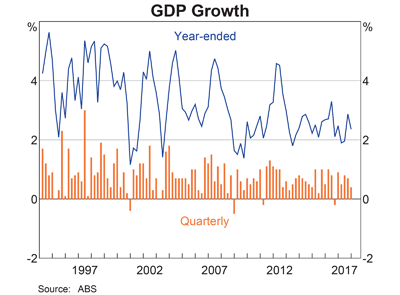 GDP Growth
% %
Year-ended
4 4
2 2
0 0
Quarterly
-2 -2
1997 2002 2007 2012 2017
Source: ABS